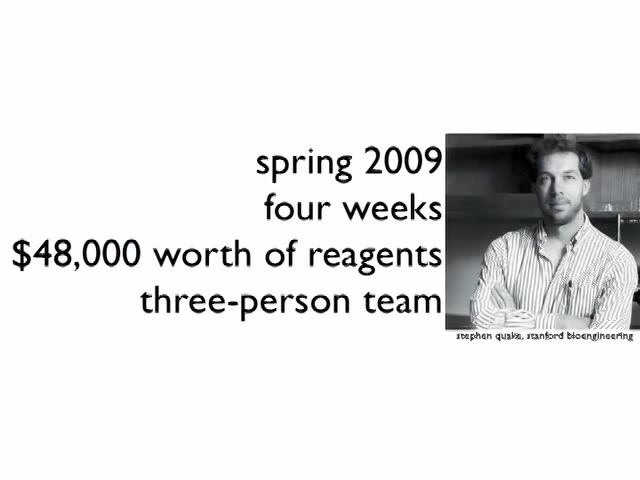 spring 2009
four weeks
$48,000 worth of reagents
three-person team
stephen quake, stanford bioengineering